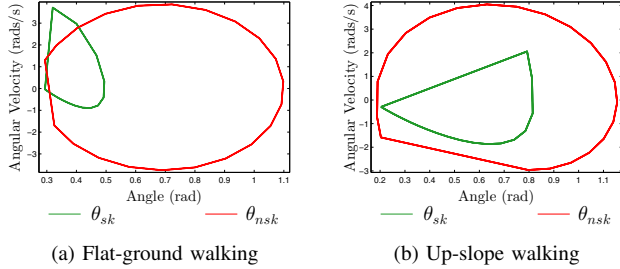 Angular Velocity (rads/s)
3
2
1
0
-1
-2
-3
0.3 0.4 0.5 0.6 0.7 0.8 0.9 1 1.1
Angle (rad)
θsk θnsk
(a) Flat-ground walking
Angular Velocity (rads/s)
4
3
2
1
0
-1
-2
-3
0.2 0.3 0.4 0.5 0.6 0.7 0.8 0.9 1 1.1
Angle (rad)
θsk θnsk
(b) Up-slope walking